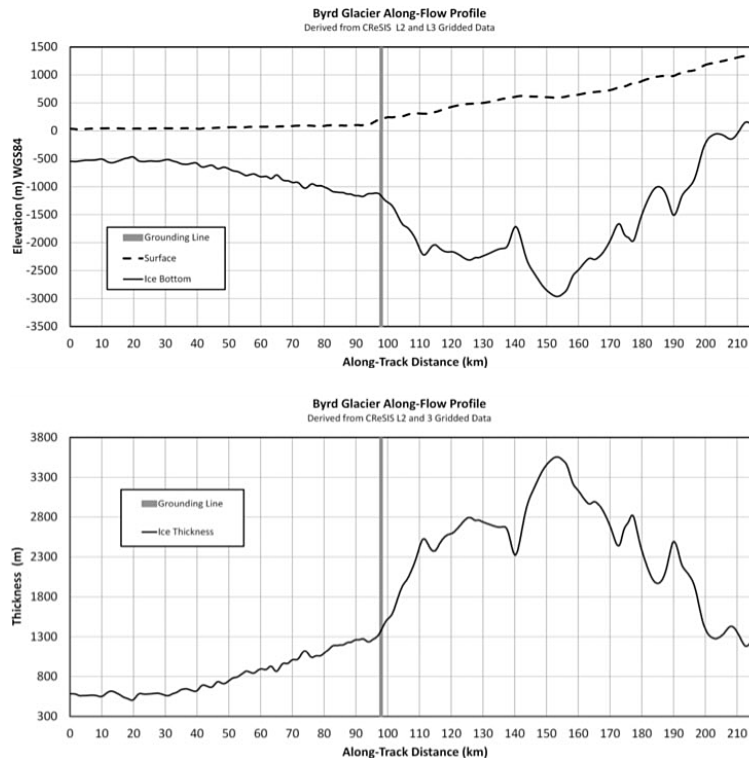 Byrd Glacier Along-Flow Profile
Derived from CReSIS L2 and L3 Gridded Data
1500
1000
500
0
-500
-1000
-1500
-2000
-2500
-3000
-3500
Elevation (m) WGS84
Grounding Line
Surface
Ice Bottom
0 10 20 30 40 50 60 70 80 90 100 110 120 130 140 150 160 170 180 190 200 210
Along-Track Distance (km)
Byrd Glacier Along-Flow Profile
Derived from CReSIS L2 and 3 Gridded Data
3800
3300
2800
2300
1800
1300
800
300
Thickness (m)
Grounding Line
Ice Thickness
0 10 20 30 40 50 60 70 80 90 100 110 120 130 140 150 160 170 180 190 200 210
Along-Track Distance (km)